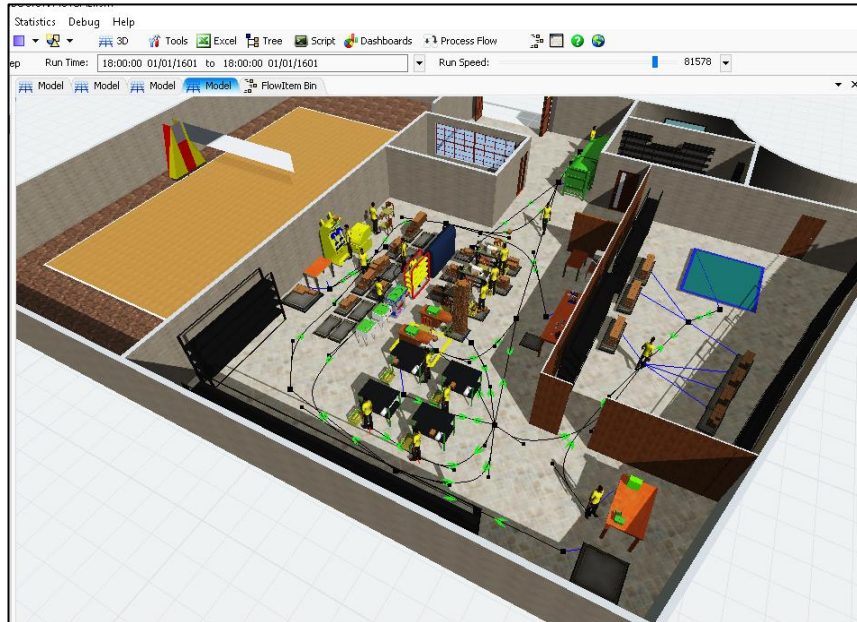 Statistics Debug Help
3D Tools Excel Tree Script Dashboards Process Flow
ep Run Time: 18:00:00 01/01/1601 to 18:00:00 01/01/1601 Run Speed: 81578
Model Model Model Model FlowItem Bin